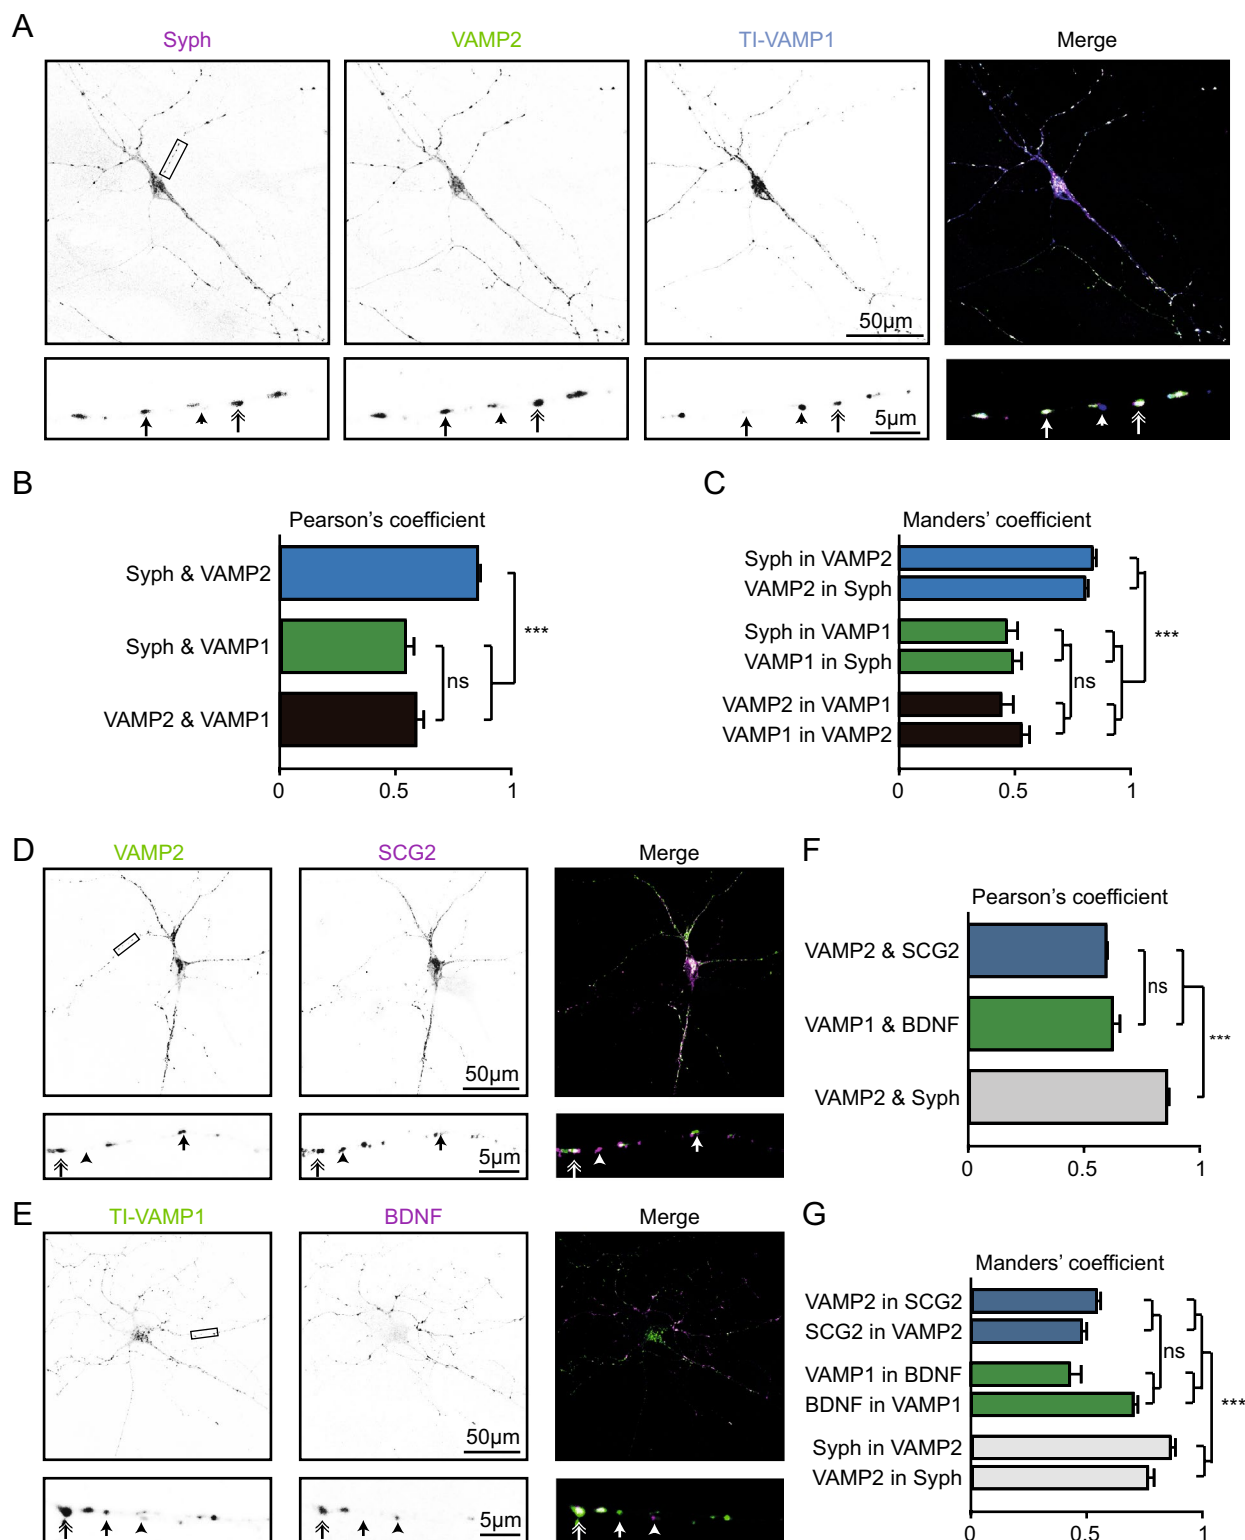 A
Syph VAMP2 TI-VAMP1 Merge
50µm
5µm
B
Pearson's coefficient
Syph & VAMP2
Syph & VAMP1
VAMP2 & VAMP1
ns
***
0 0.5 1
C
Manders' coefficient
Syph in VAMP2
VAMP2 in Syph
Syph in VAMP1
VAMP1 in Syph
VAMP2 in VAMP1
VAMP1 in VAMP2
ns
***
0 0.5 1
D
VAMP2 SCG2 Merge
50µm
5µm
E
TI-VAMP1 BDNF Merge
50µm
5µm
F
Pearson's coefficient
VAMP2 & SCG2
VAMP1 & BDNF
VAMP2 & Syph
ns
***
0 0.5 1
G
Manders' coefficient
VAMP2 in SCG2
SCG2 in VAMP2
VAMP1 in BDNF
BDNF in VAMP1
Syph in VAMP2
VAMP2 in Syph
ns
***
0 0.5 1